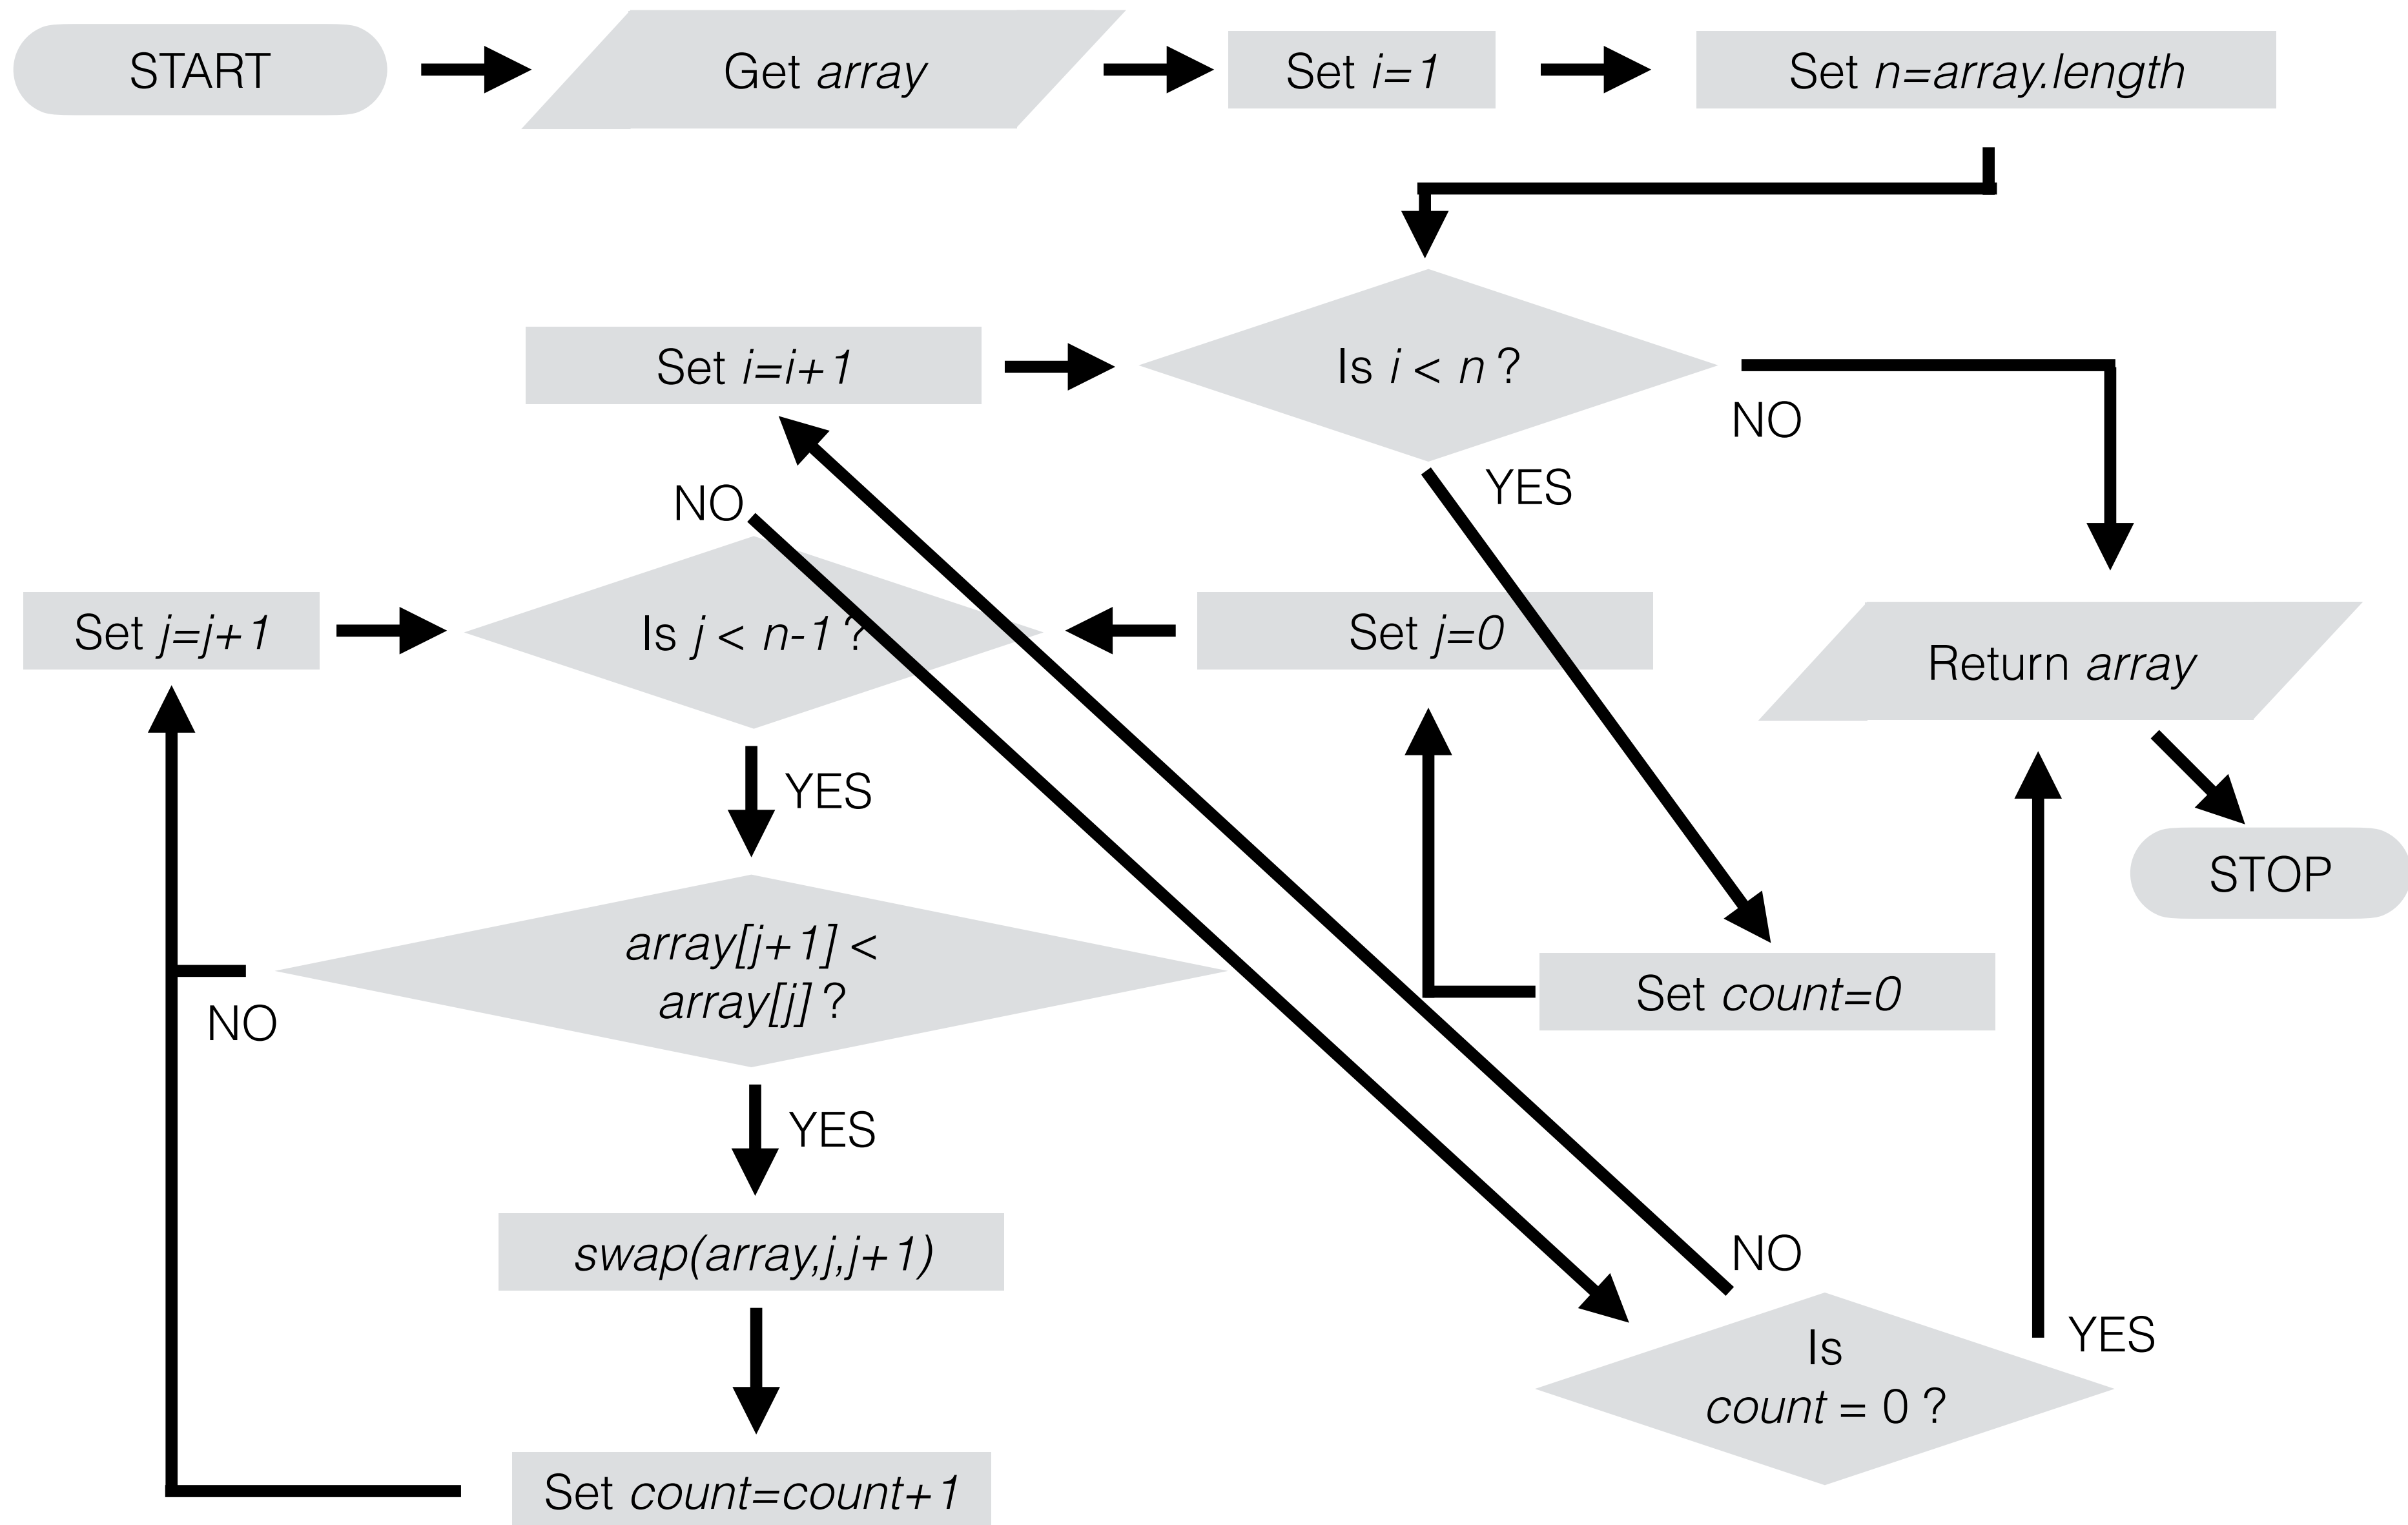 START
Get array
Set i=1
Set n=array.length
Set i=i+1
Is i < n ?
NO
YES
NO
Set j=j+1
Is j < n-1 ?
Set j=0
Return array
YES
STOP
array[j+1] <
array[j] ?
NO
Set count=0
YES
swap(array,j,j+1)
NO
YES
Is
count = 0 ?
Set count=count+1